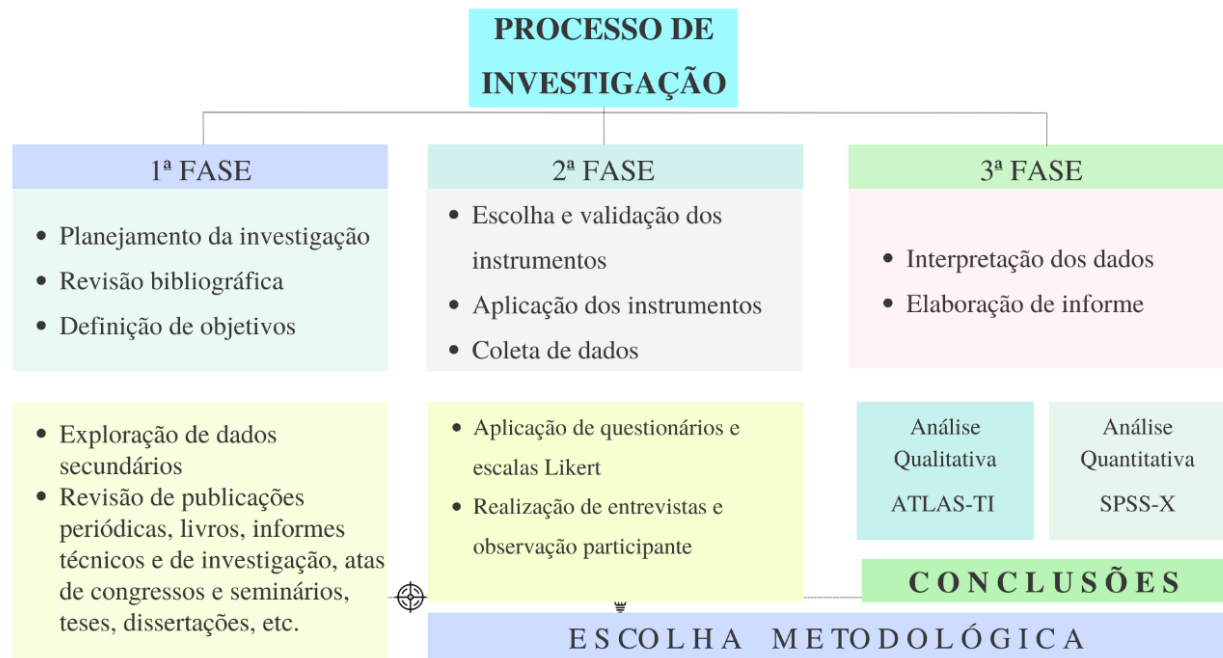 PROCESSO DE
INVESTIGAÇÃO
1ª FASE
• Planejamento da investigação
• Revisão bibliográfica
• Definição de objetivos
• Exploração de dados
secundários
• Revisão de publicações
periódicas, livros, informes
técnicos e de investigação, atas
de congressos e seminários,
teses, dissertações, etc.
2ª FASE
• Escolha e validação dos
instrumentos
• Aplicação dos instrumentos
• Coleta de dados
• Aplicação de questionários e
escalas Likert
• Realização de entrevistas e
observação participante
3ª FASE
• Interpretação dos dados
• Elaboração de informe
Análise
Qualitativa
ATLAS-TI
Análise
Quantitativa
SPSS-X
CONCLUSÕES
ESCOLHA METODOLÓGICA